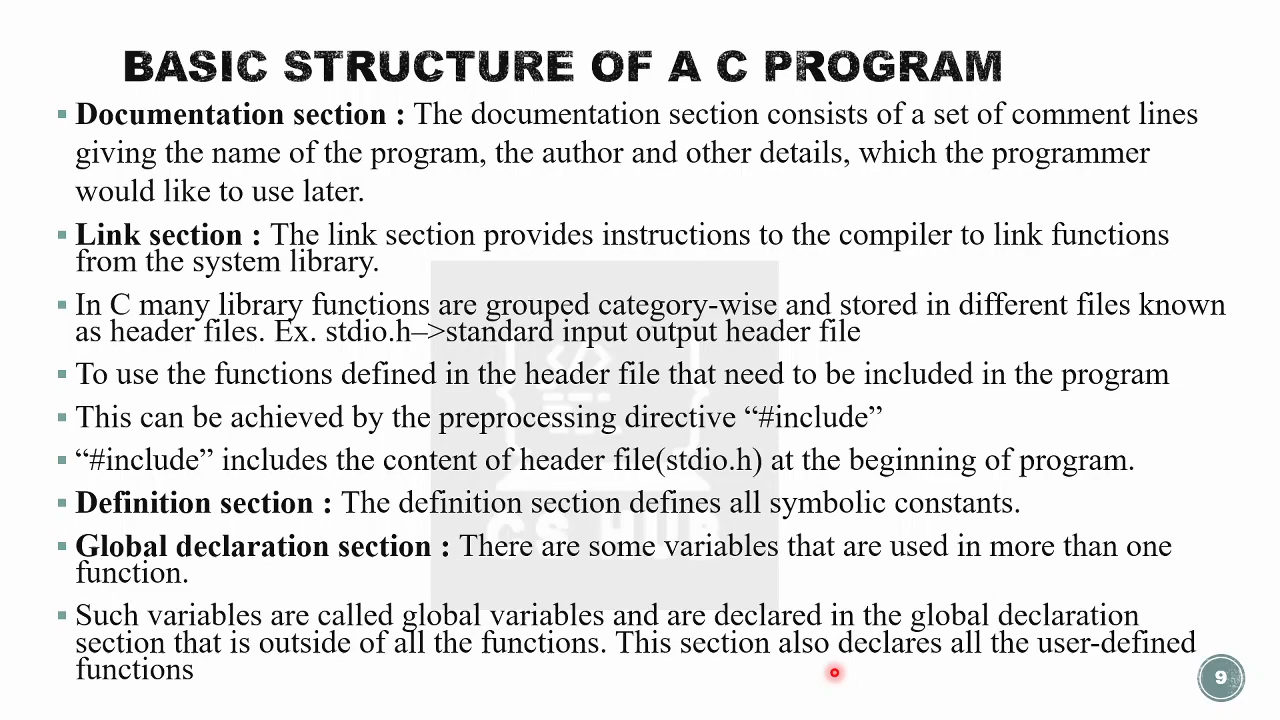 BASIC STRUCTURE OF A C PROGRAM
▪ Documentation section : The documentation section consists of a set of comment lines
giving the name of the program, the author and other details, which the programmer
would like to use later.
▪ Link section : The link section provides instructions to the compiler to link functions
from the system library.
▪ In C many library functions are grouped category-wise and stored in different files known
as header files. Ex. stdio.h–>standard input output header file
▪ To use the functions defined in the header file that need to be included in the program
▪ This can be achieved by the preprocessing directive “#include”
▪ “#include” includes the content of header file(stdio.h) at the beginning of program.
▪ Definition section : The definition section defines all symbolic constants.
CS HUB
▪ Global declaration section : There are some variables that are used in more than one
function.
▪ Such variables are called global variables and are declared in the global declaration
section that is outside of all the functions. This section also declares all the user-defined
functions
9